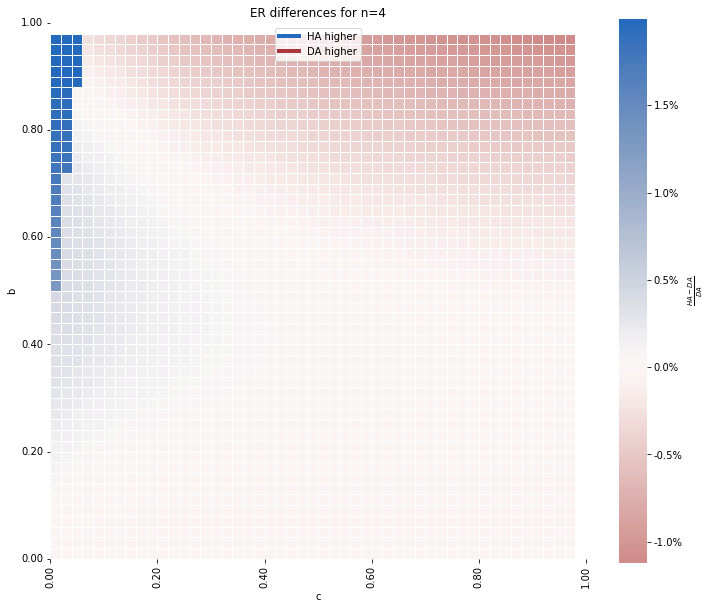 ER differences for n=4
HA higher
DA higher
1.00
0.80
0.60
0.40
0.20
0.00
b
0.00
0.20
0.40
0.60
0.80
1.00
c
1.5%
1.0%
0.5%
0.0%
-0.5%
-1.0%
HA − DA
DA